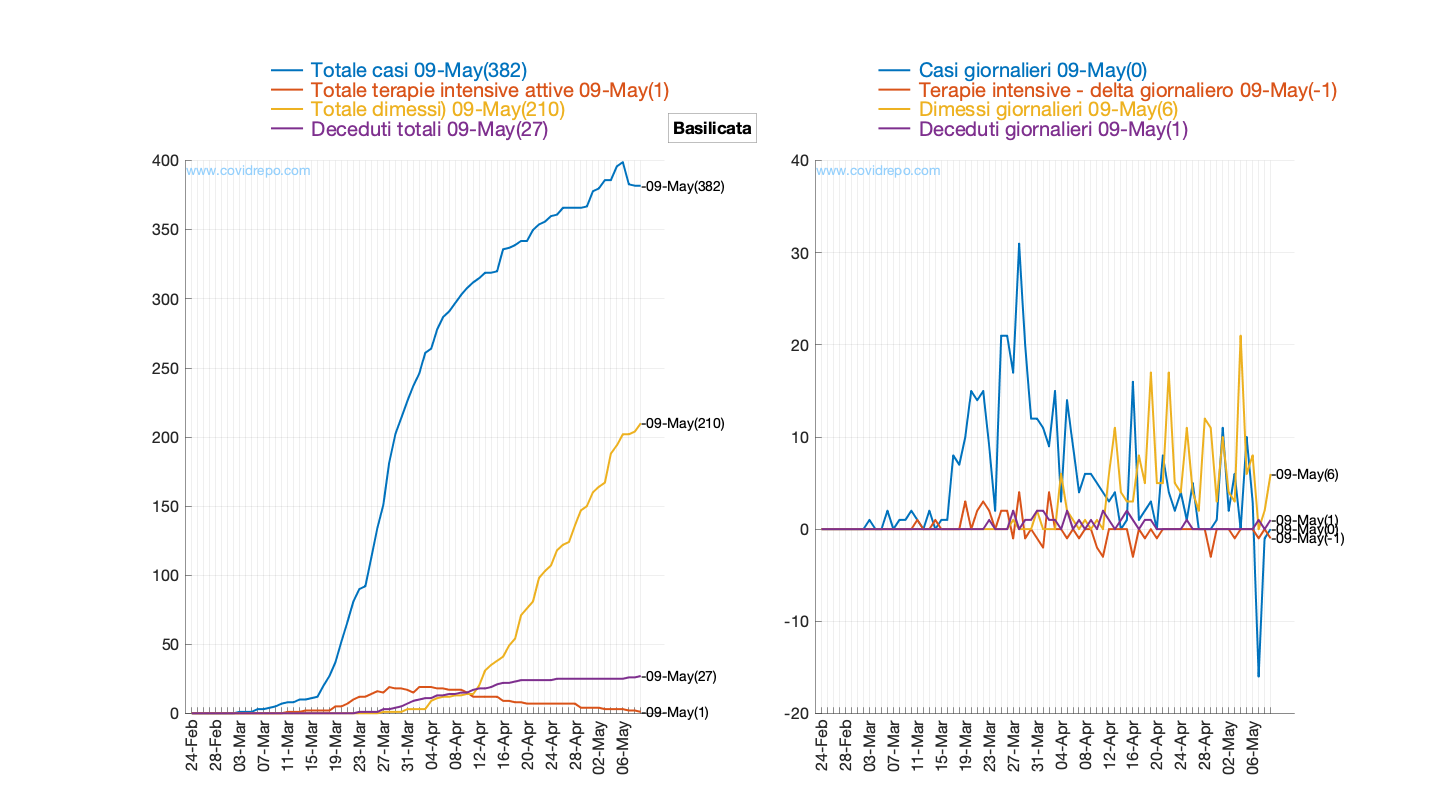 Totale casi 09-May(382)
Totale terapie intensive attive 09-May(1)
Totale dimessi) 09-May(210)
Deceduti totali 09-May(27)
Basilicata
Casi giornalieri 09-May(0)
Terapie intensive - delta giornaliero 09-May(-1)
Dimessi giornalieri 09-May(6)
Deceduti giornalieri 09-May(1)
www.covidrepo.com
400
350
300
250
200
150
100
50
0
-09-May(382)
-09-May(210)
-09-May(27)
-09-May(1)
24-Feb
28-Feb
03-Mar
07-Mar
11-Mar
15-Mar
19-Mar
23-Mar
27-Mar
31-Mar
04-Apr
08-Apr
12-Apr
16-Apr
20-Apr
24-Apr
28-Apr
02-May
06-May
www.covidrepo.com
40
30
20
10
0
-10
-20
-09-May(6)
-09-May(1)
-09-May(0)
-09-May(-1)
24-Feb
28-Feb
03-Mar
07-Mar
11-Mar
15-Mar
19-Mar
23-Mar
27-Mar
31-Mar
04-Apr
08-Apr
12-Apr
16-Apr
20-Apr
24-Apr
28-Apr
02-May
06-May